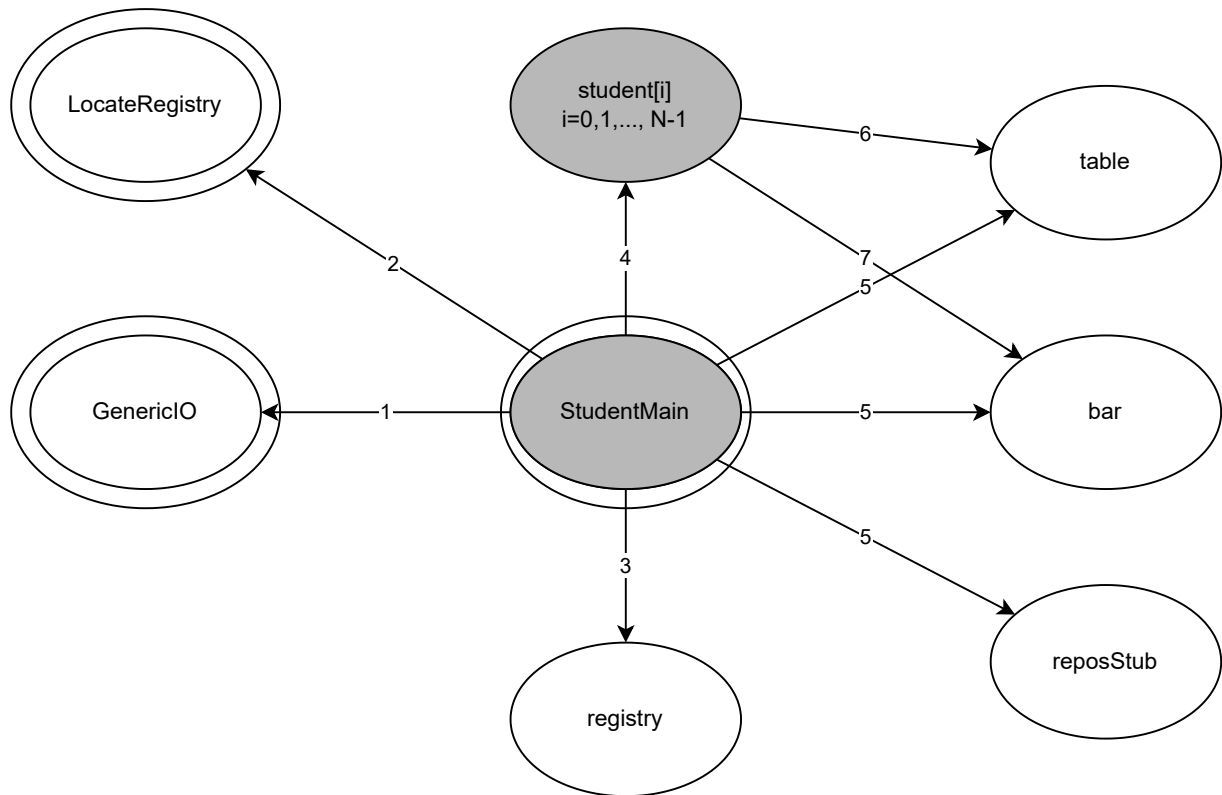 LocateRegistry
student[i]
i=0,1,..., N-1
6
table
2
4
7
5
GenericIO
1
StudentMain
5
bar
5
3
reposStub
registry